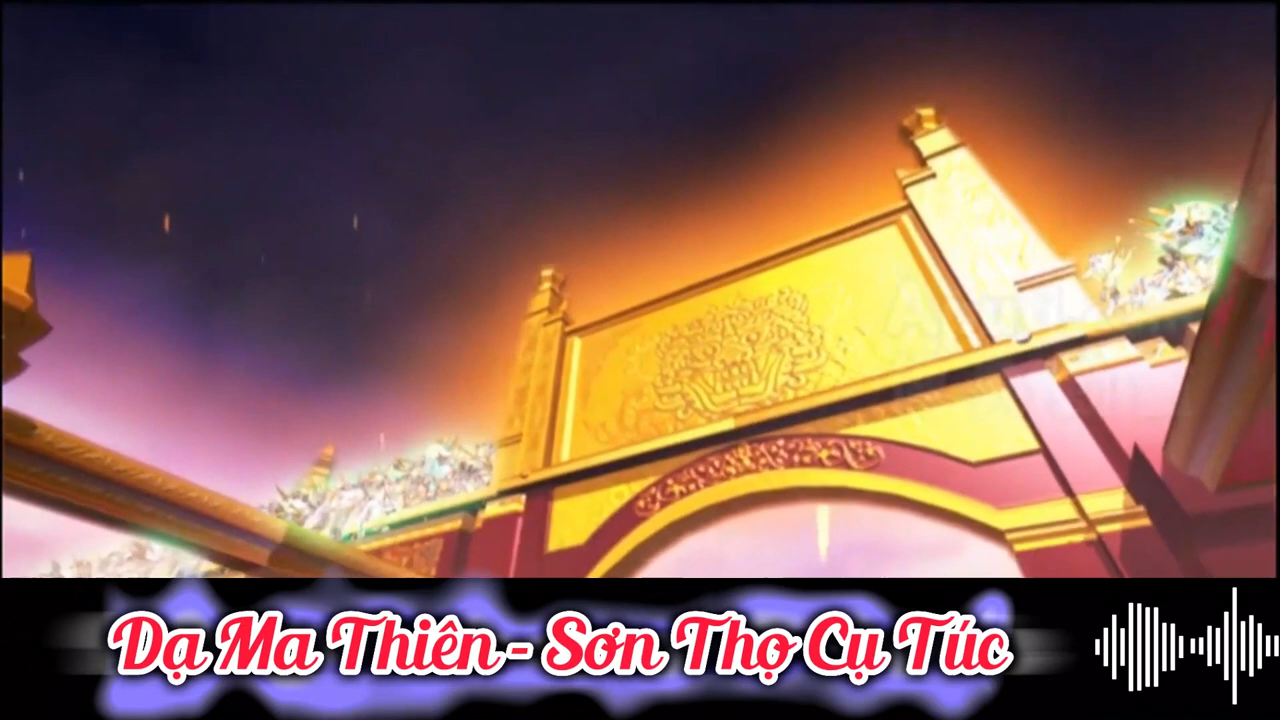 Dạ Ma Thiên - Sơn Thọ Cụ Túc